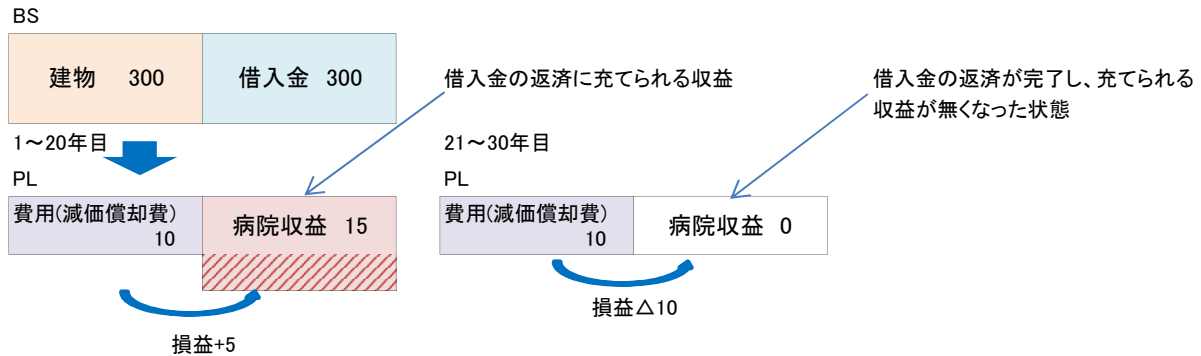 BS
建物　300
借入金　300
借入金の返済に充てられる収益
借入金の返済が完了し、充てられる
収益が無くなった状態
1～20年目
PL
費用(減価償却費)
10
病院収益　15
損益+5
21～30年目
PL
費用(減価償却費)
10
病院収益　0
損益△10